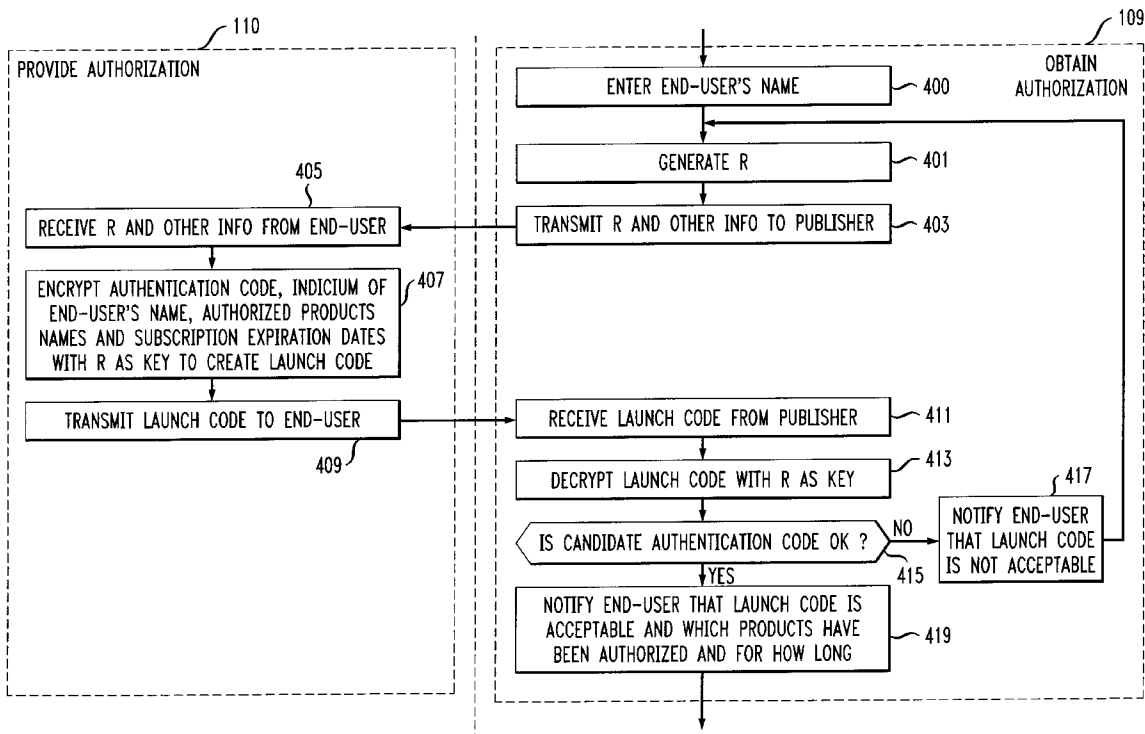 110
PROVIDE AUTHORIZATION
405
RECEIVE R AND OTHER INFO FROM END-USER
407
ENCRYPT AUTHENTICATION CODE, INDICIUM OF
END-USER'S NAME, AUTHORIZED PRODUCTS
NAMES AND SUBSCRIPTION EXPIRATION DATES
WITH R AS KEY TO CREATE LAUNCH CODE
TRANSMIT LAUNCH CODE TO END-USER
409
109
OBTAIN
AUTHORIZATION
ENTER END-USER'S NAME
400
GENERATE R
401
TRANSMIT R AND OTHER INFO TO PUBLISHER
403
RECEIVE LAUNCH CODE FROM PUBLISHER
411
DECRYPT LAUNCH CODE WITH R AS KEY
413
IS CANDIDATE AUTHENTICATION CODE OK ?
415
NO
417
NOTIFY END-USER
THAT LAUNCH CODE
IS NOT ACCEPTABLE
YES
NOTIFY END-USER THAT LAUNCH CODE IS
ACCEPTABLE AND WHICH PRODUCTS HAVE
BEEN AUTHORIZED AND FOR HOW LONG
419